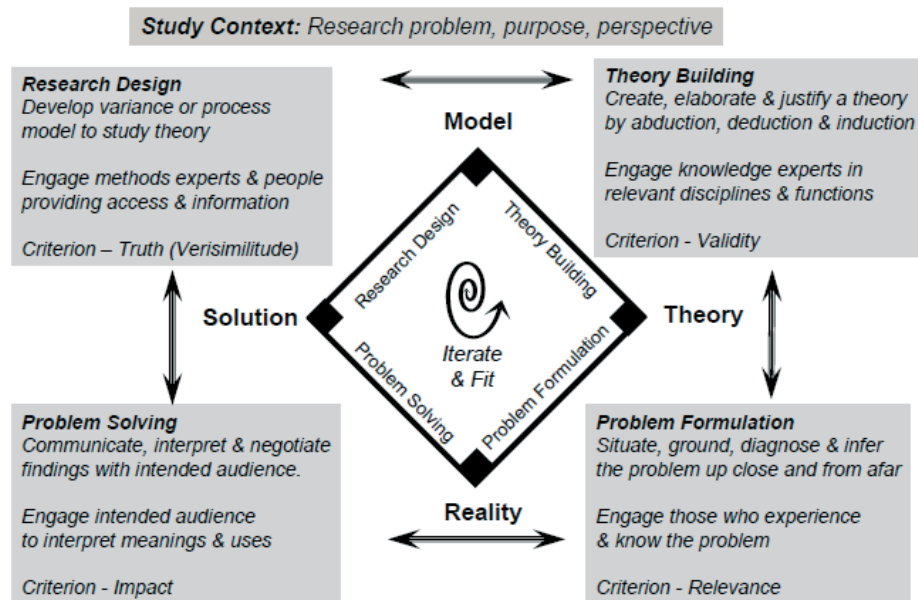 Study Context: Research problem, purpose, perspective
Research Design
Develop variance or process
model to study theory
Engage methods experts & people
providing access & information
Criterion – Truth (Verisimilitude)
Theory Building
Create, elaborate & justify a theory
by abduction, deduction & induction
Engage knowledge experts in
relevant disciplines & functions
Criterion - Validity
Model
Research Design
Theory Building
Solution
Iterate
& Fit
Theory
Problem Solving
Problem Formulation
Reality
Problem Solving
Communicate, interpret & negotiate
findings with intended audience.
Engage intended audience
to interpret meanings & uses
Criterion - Impact
Problem Formulation
Situate, ground, diagnose & infer
the problem up close and from afar
Engage those who experience
& know the problem
Criterion - Relevance